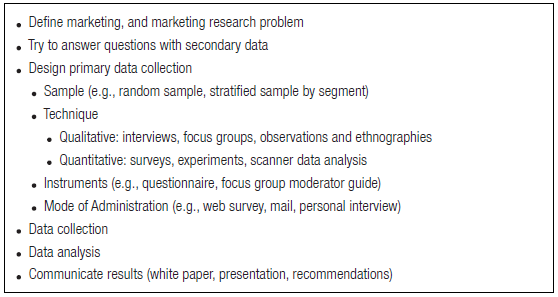 • Define marketing, and marketing research problem
• Try to answer questions with secondary data
• Design primary data collection
• Sample (e.g., random sample, stratified sample by segment)
• Technique
• Qualitative: interviews, focus groups, observations and ethnographies
• Quantitative: surveys, experiments, scanner data analysis
• Instruments (e.g., questionnaire, focus group moderator guide)
• Mode of Administration (e.g., web survey, mail, personal interview)
• Data collection
• Data analysis
• Communicate results (white paper, presentation, recommendations)